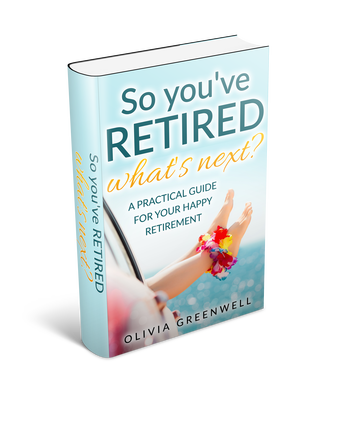 So you've
RETIRED
what's next?
A PRACTICAL GUIDE
FOR YOUR HAPPY
RETIREMENT
OLIVIA GREENWELL
So you've RETIRED
what's next?